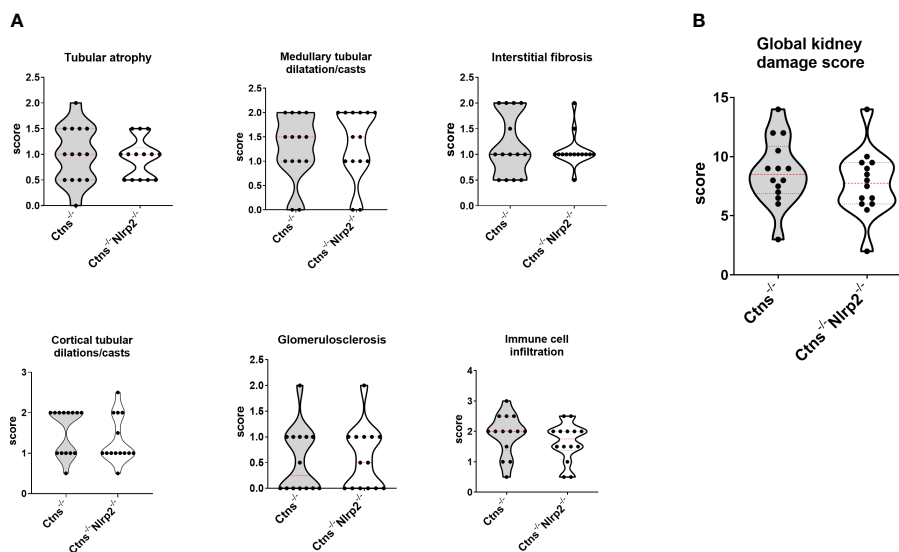 A
B
Tubular atrophy
Medullary tubular
dilatation/casts
Interstitial fibrosis
Global kidney
damage score
2.5
2.0
1.5
1.0
0.5
0.0
score
Ctns-/-
Ctns-/-Nlrp2-/-
2.5
2.0
1.5
1.0
0.5
0.0
score
Ctns-/-
Ctns-/-Nlrp2-/-
2.5
2.0
1.5
1.0
0.5
0.0
score
Ctns-/-
Ctns-/-Nlrp2-/-
15
10
5
0
score
Ctns-/-
Ctns-/-Nlrp2-/-
Cortical tubular
dilations/casts
Glomerulosclerosis
Immune cell
infiltration
3
2
1
0
score
Ctns-/-
Ctns-/-Nlrp2-/-
2.5
2.0
1.5
1.0
0.5
0.0
score
Ctns-/-
Ctns-/-Nlrp2-/-
4
3
2
1
0
score
Ctns-/-
Ctns-/-Nlrp2-/-